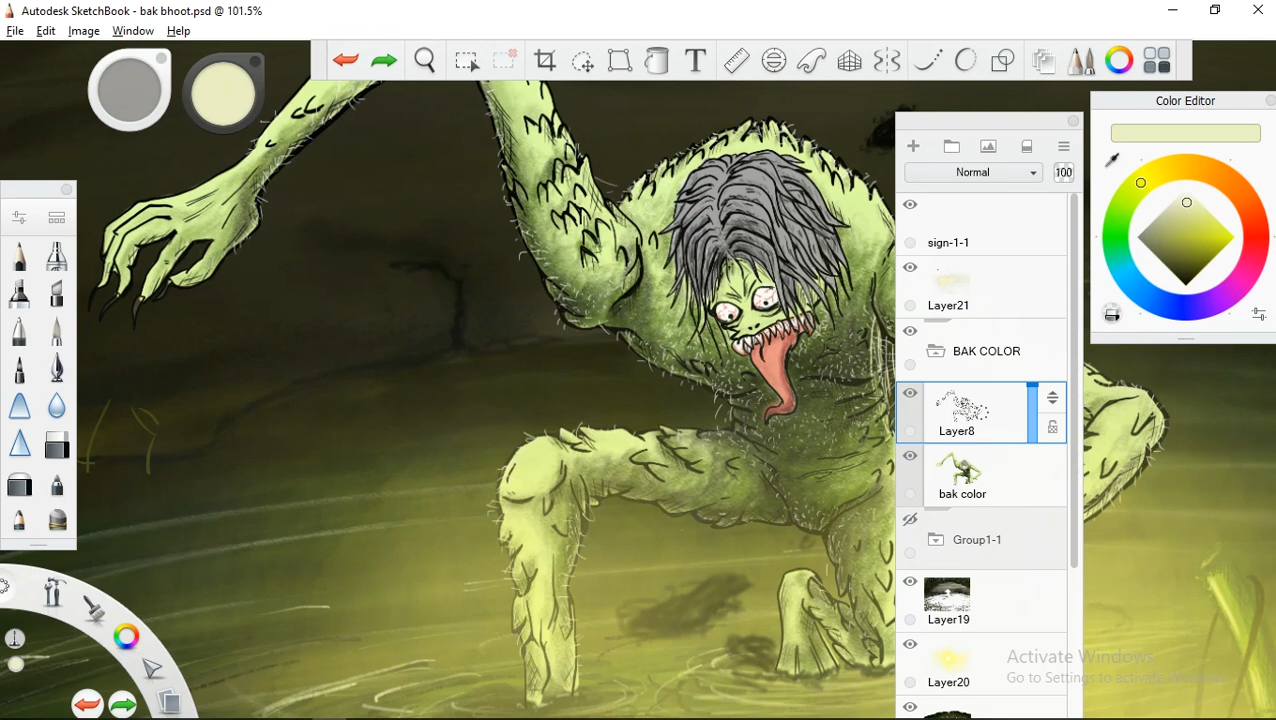 Autodesk SketchBook - bak bhoot.psd @ 101.5%
File Edit Image Window Help
T
Color Editor
Normal 100
sign-1-1
Layer21
BAK COLOR
Layer8
bak color
Group1-1
Layer19
Layer20
Activate Windows
Go to Settings to activate Windows.